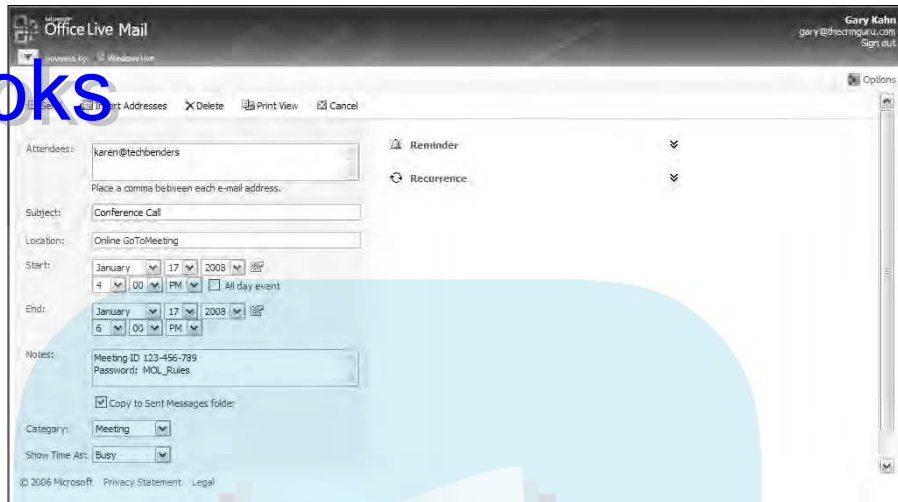 Microsoft
Office Live Mail
Gary Kahn
gary@thecrmguru.com
Sign out
powered by Windows Live
Options
oks
Insert Addresses Delete Print View Cancel
Attendees: karen@techbenders
Place a comma between each e-mail address.
Reminder
Recurrence
Subject: Conference Call
Location: Online GoToMeeting
Start: January 17 2008
4 00 PM All day event
End: January 17 2008
6 00 PM
Notes: Meeting ID 123-456-789
Password: MOL_Rules
Copy to Sent Messages folder
Category: Meeting
Show Time As: Busy
© 2006 Microsoft Privacy Statement Legal